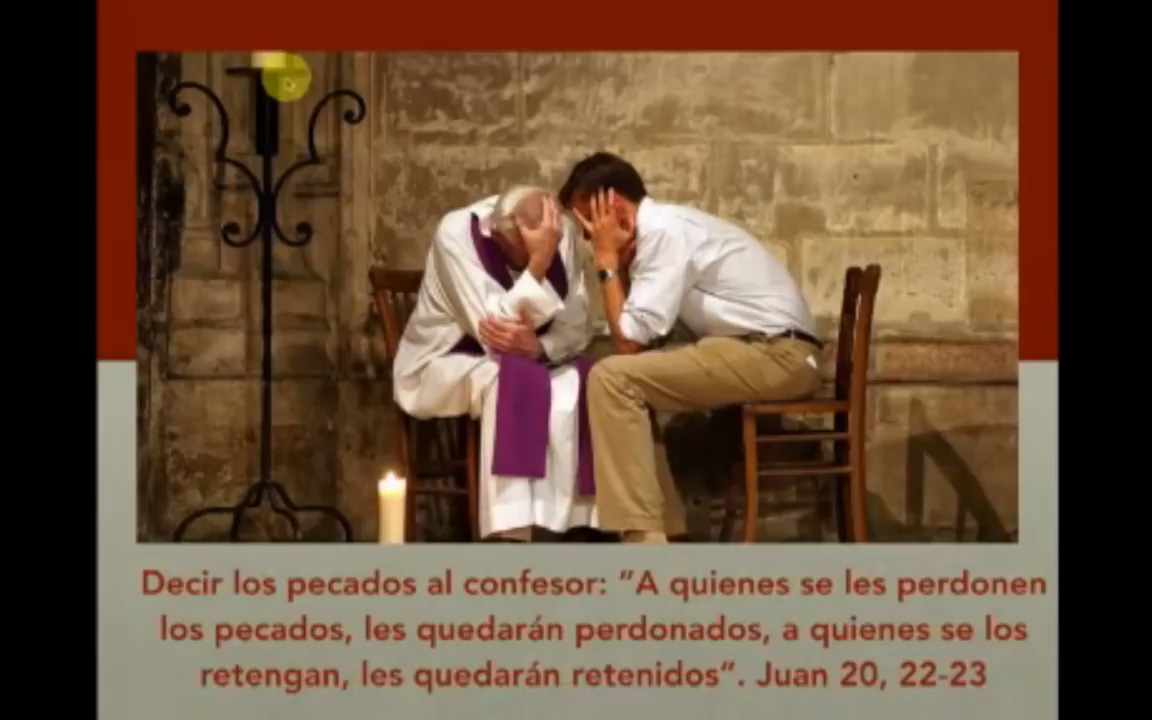 Decir los pecados al confesor: "A quienes se les perdonen
los pecados, les quedarán perdonados, a quienes se los
retengan, les quedarán retenidos". Juan 20, 22-23